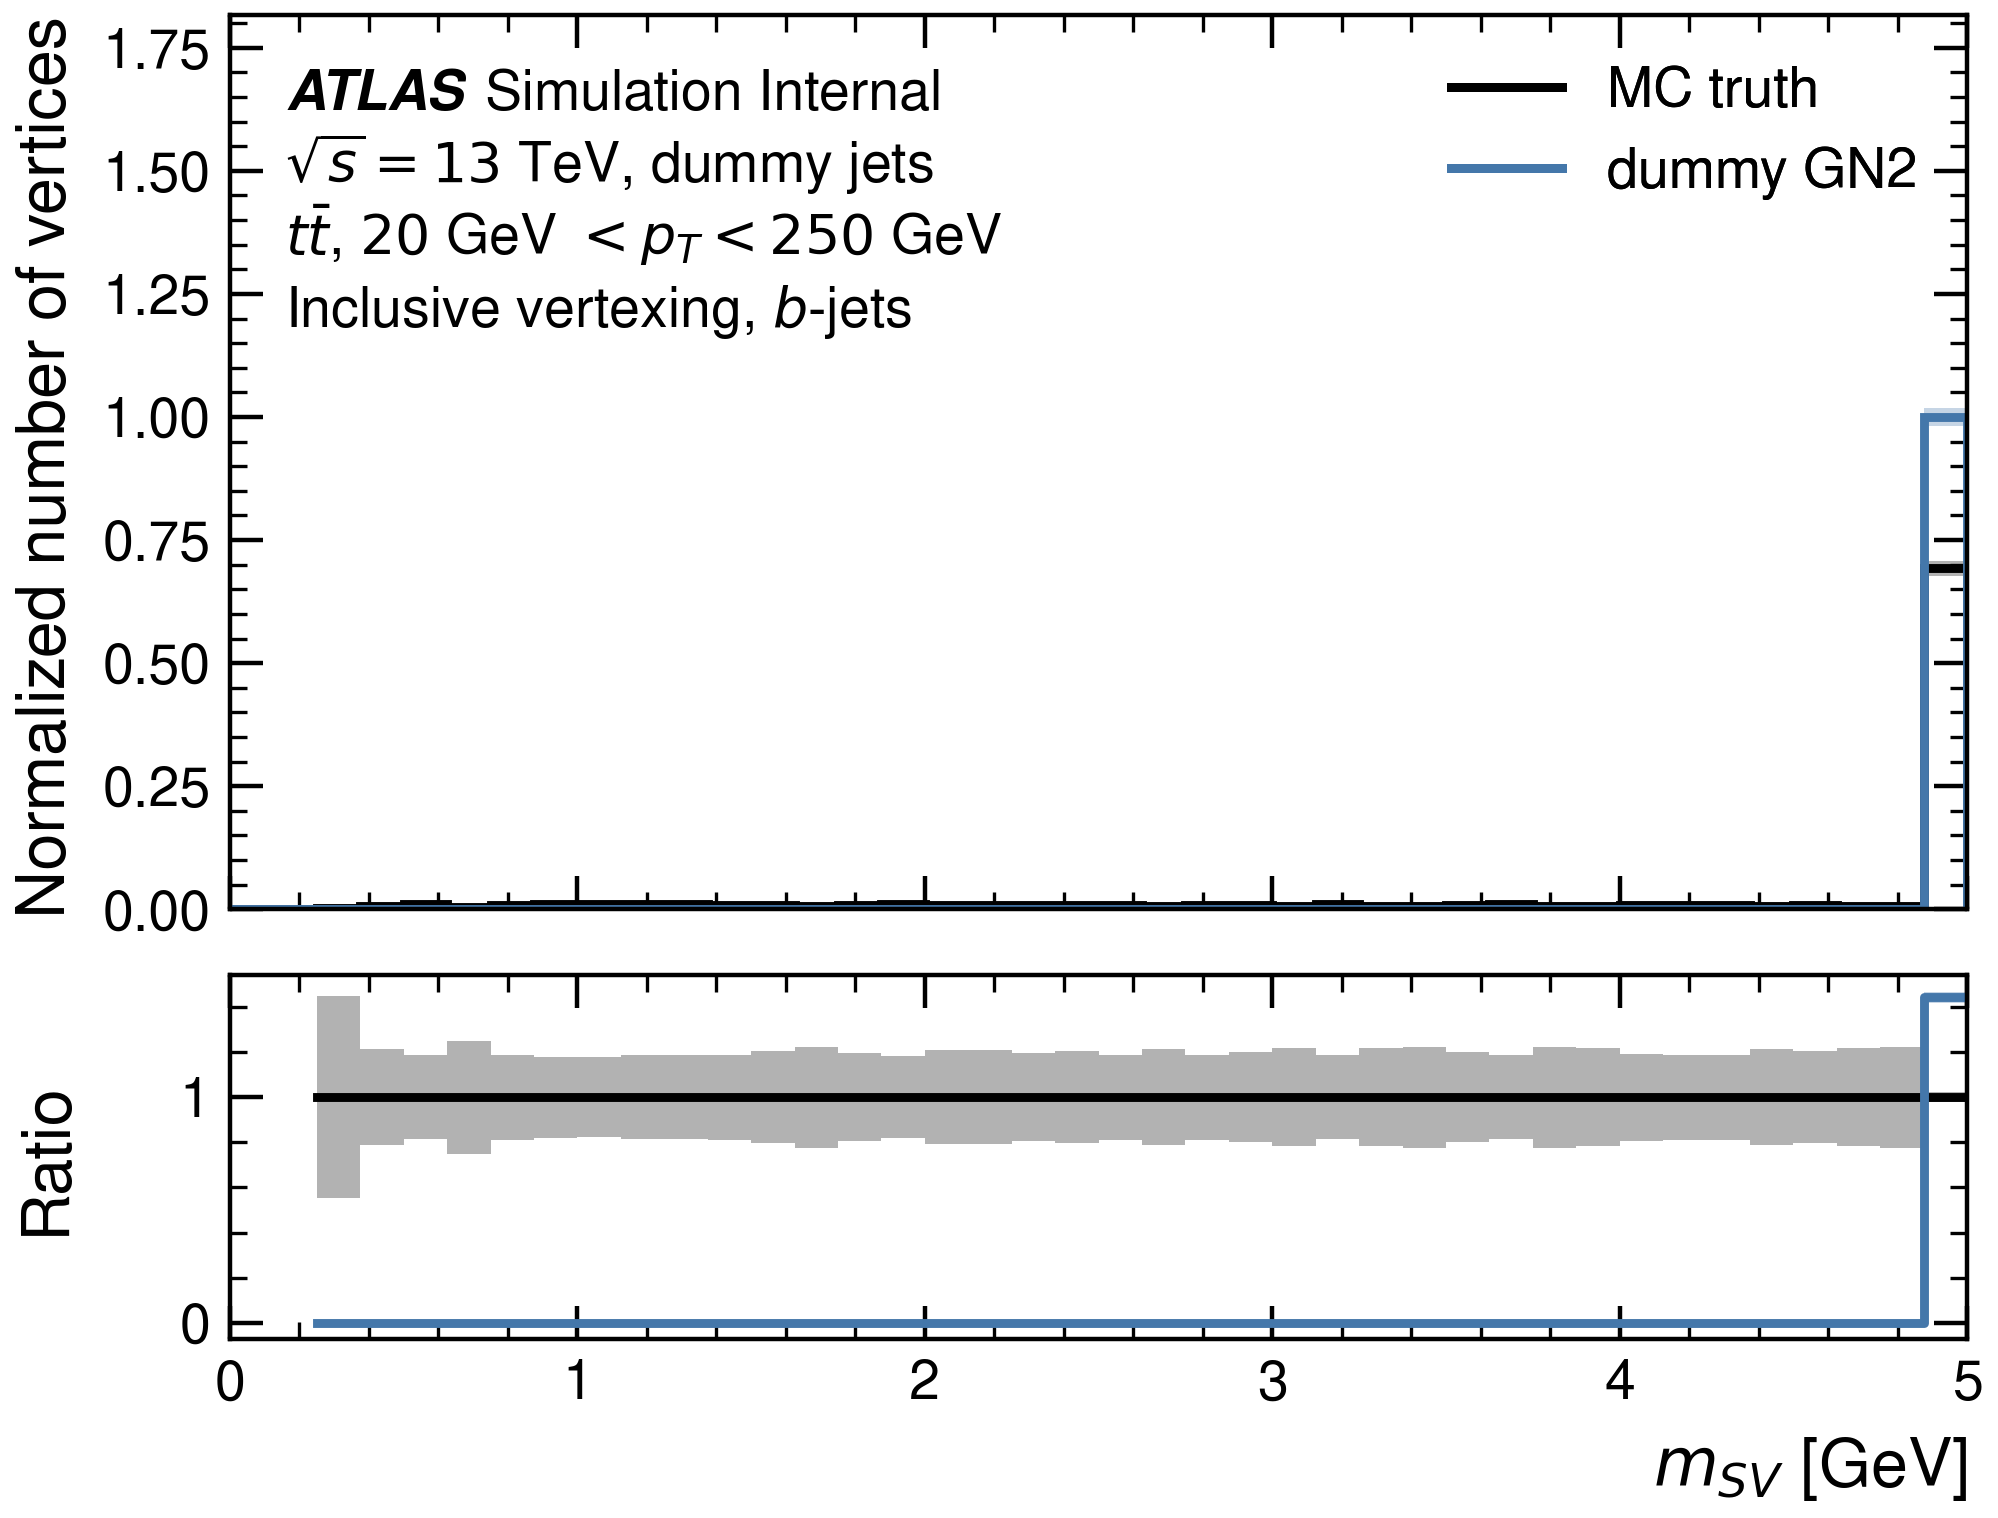 Normalized number of vertices
1.75
1.50
1.25
1.00
0.75
0.50
0.25
0.00
ATLAS Simulation Internal
√s = 13 TeV, dummy jets
tt̄, 20 GeV < p_T < 250 GeV
Inclusive vertexing, b-jets
MC truth
dummy GN2
Ratio
1
0
0 1 2 3 4 5
m_SV [GeV]